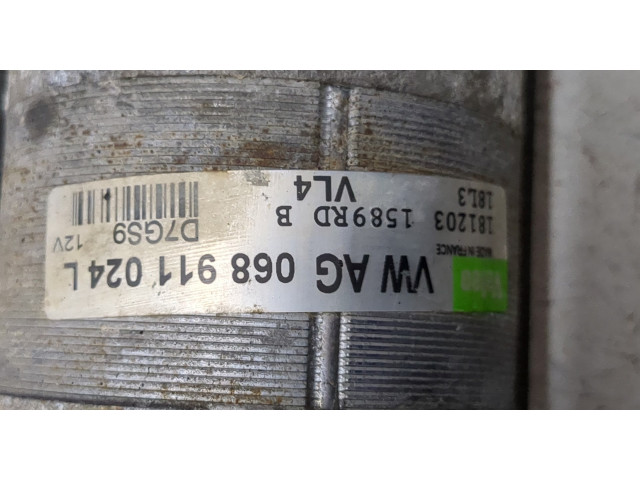 Valeo
VW AG 068 911 024 L
MADE IN FRANCE
12V
181203 1589RD B
D7GS9
18L3
VL4